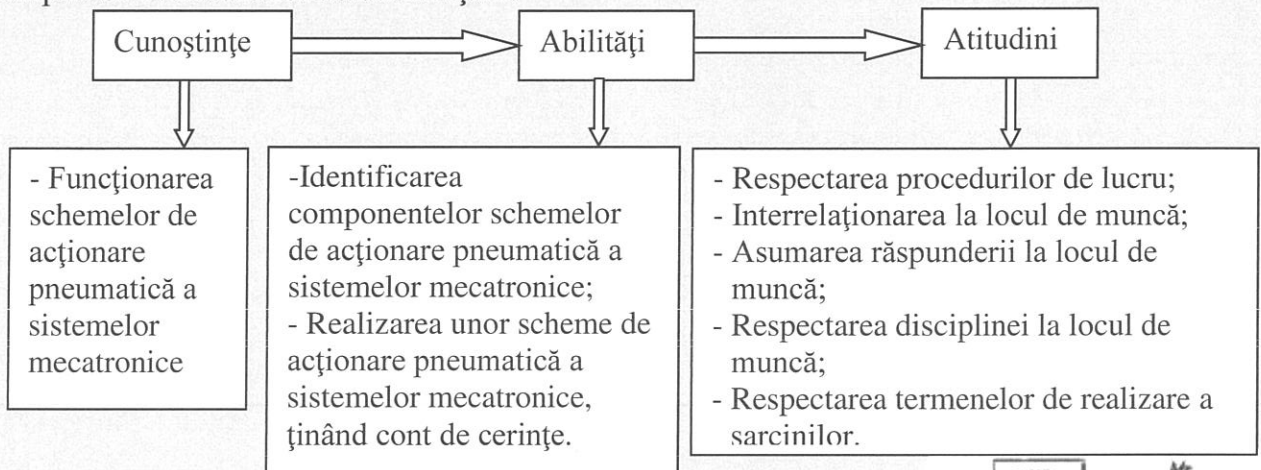 Cunoştinţe
Abilităţi
Atitudini
- Funcţionarea
schemelor de
acţionare
pneumatică a
sistemelor
mecatronice
-Identificarea
componentelor schemelor
de acţionare pneumatică a
sistemelor mecatronice;
- Realizarea unor scheme de
acţionare pneumatică a
sistemelor mecatronice,
ţinând cont de cerinţe.
- Respectarea procedurilor de lucru;
- Interrelaţionarea la locul de muncă;
- Asumarea răspunderii la locul de
muncă;
- Respectarea disciplinei la locul de
muncă;
- Respectarea termenelor de realizare a
sarcinilor.